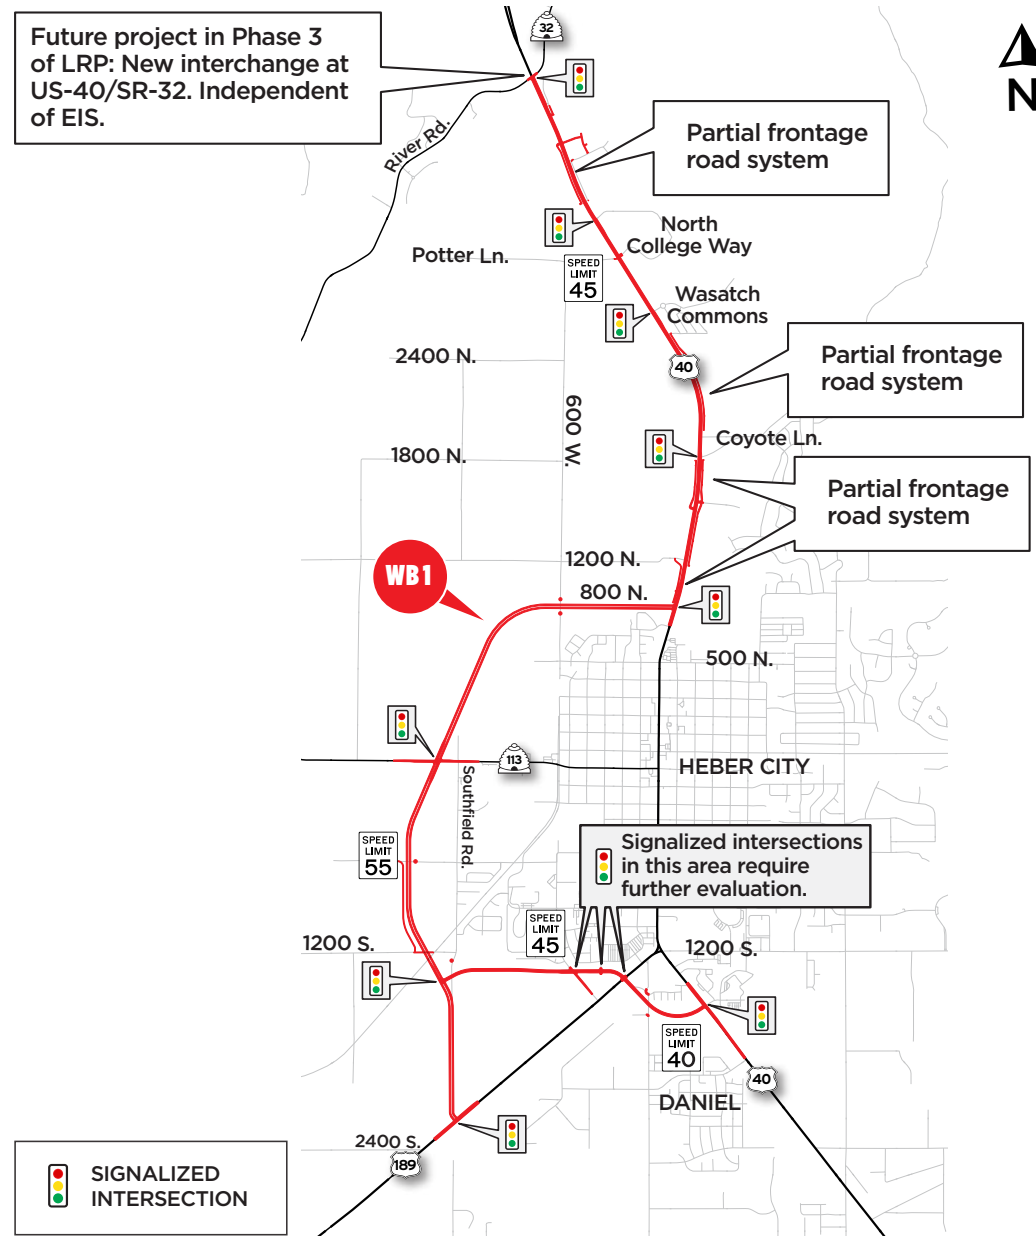 Future project in Phase 3
of LRP: New interchange at
US-40/SR-32. Independent
of EIS.
32
N
River Rd.
Partial frontage
road system
North
College Way
Potter Ln.
SPEED
LIMIT
45
Wasatch
Commons
2400 N.
40
Partial frontage
road system
600 W.
Coyote Ln.
1800 N.
Partial frontage
road system
1200 N.
WB1
800 N.
500 N.
113
HEBER CITY
Southfield Rd.
SPEED
LIMIT
55
Signalized intersections
in this area require
further evaluation.
SPEED
LIMIT
45
1200 S.
1200 S.
SPEED
LIMIT
40
40
DANIEL
2400 S.
189
SIGNALIZED
INTERSECTION